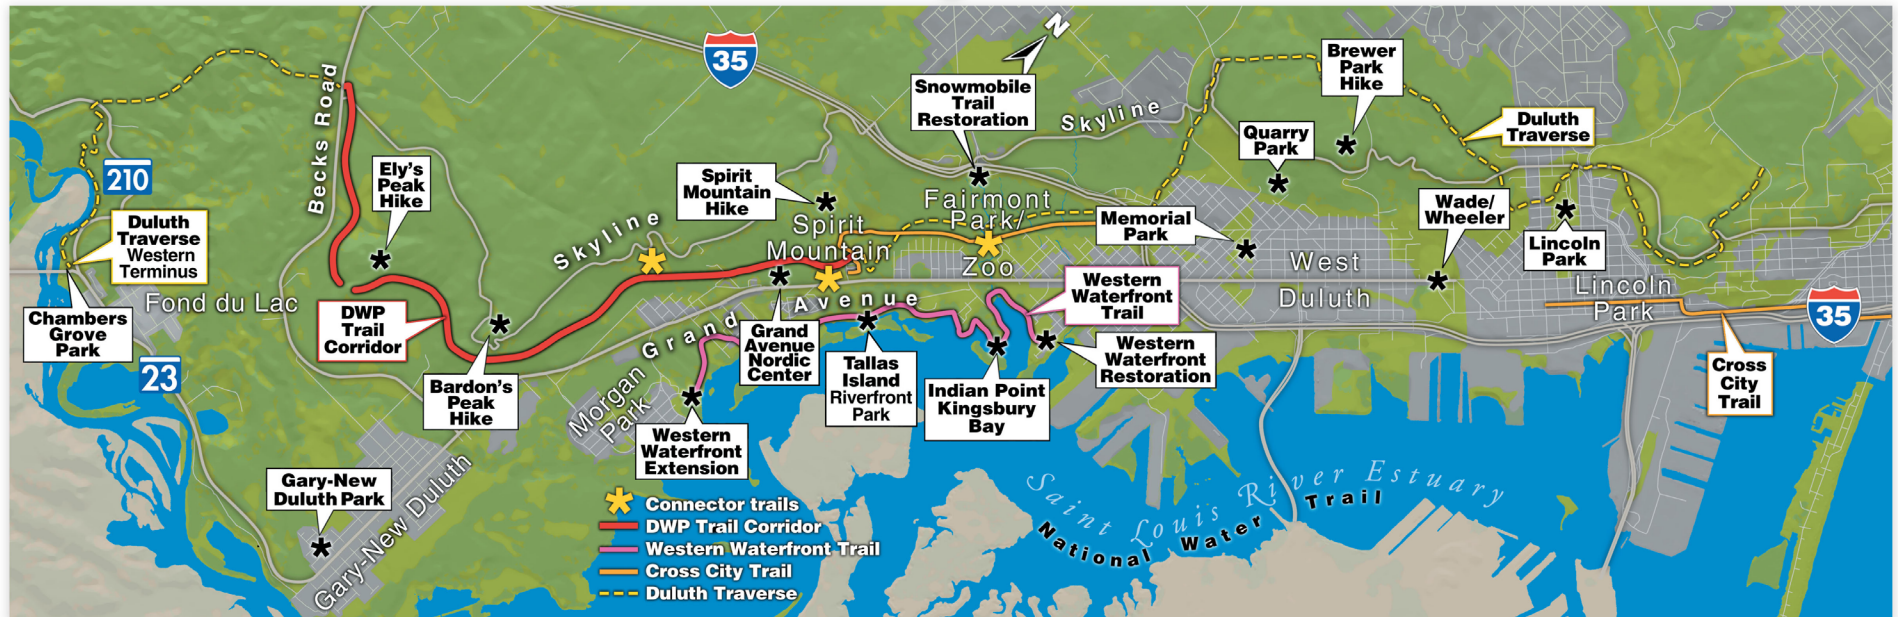 35
N
Snowmobile
Trail
Restoration
Skyline
Brewer
Park
Hike
Quarry
Park
Duluth
Traverse
Becks Road
210
Ely's
Peak
Hike
Spirit
Mountain
Hike
Skyline
Spirit
Mountain
Fairmont
Park/
Zoo
Memorial
Park
Wade/
Wheeler
Lincoln
Park
West
Duluth
Lincoln
Park
35
Duluth
Traverse
Western
Terminus
Chambers
Grove
Park
Fond du Lac
23
DWP
Trail
Corridor
Bardon's
Peak
Hike
Grand Avenue
Morgan
Park
Grand
Avenue
Nordic
Center
Tallas
Island
Riverfront
Park
Western
Waterfront
Trail
Indian Point
Kingsbury
Bay
Western
Waterfront
Restoration
Cross
City
Trail
Western
Waterfront
Extension
Gary-New
Duluth Park
Gary-New Duluth
Saint Louis River Estuary
National Water Trail
Connector trails
DWP Trail Corridor
Western Waterfront Trail
Cross City Trail
Duluth Traverse